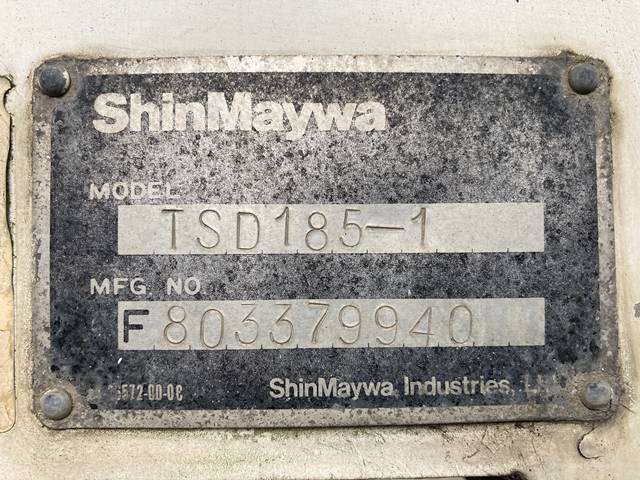 ShinMaywa
MODEL
TSD185-1
MFG. NO.
F803379940
ShinMaywa Industries,